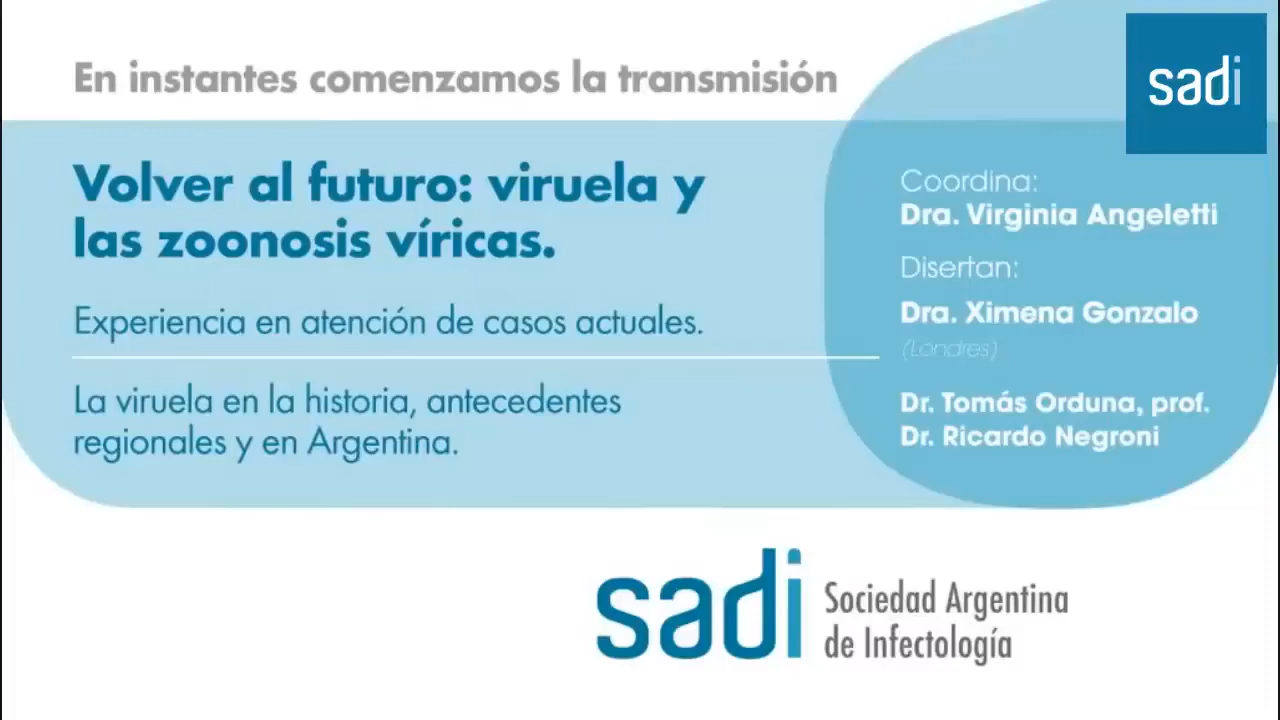 En instantes comenzamos la transmisión
sadi
Volver al futuro: viruela y
las zoonosis víricas.
Experiencia en atención de casos actuales.
La viruela en la historia, antecedentes
regionales y en Argentina.
Coordina:
Dra. Virginia Angeletti
Disertan:
Dra. Ximena Gonzalo
(Londres)
Dr. Tomás Orduna, prof.
Dr. Ricardo Negroni
sadi
Sociedad Argentina
de Infectología